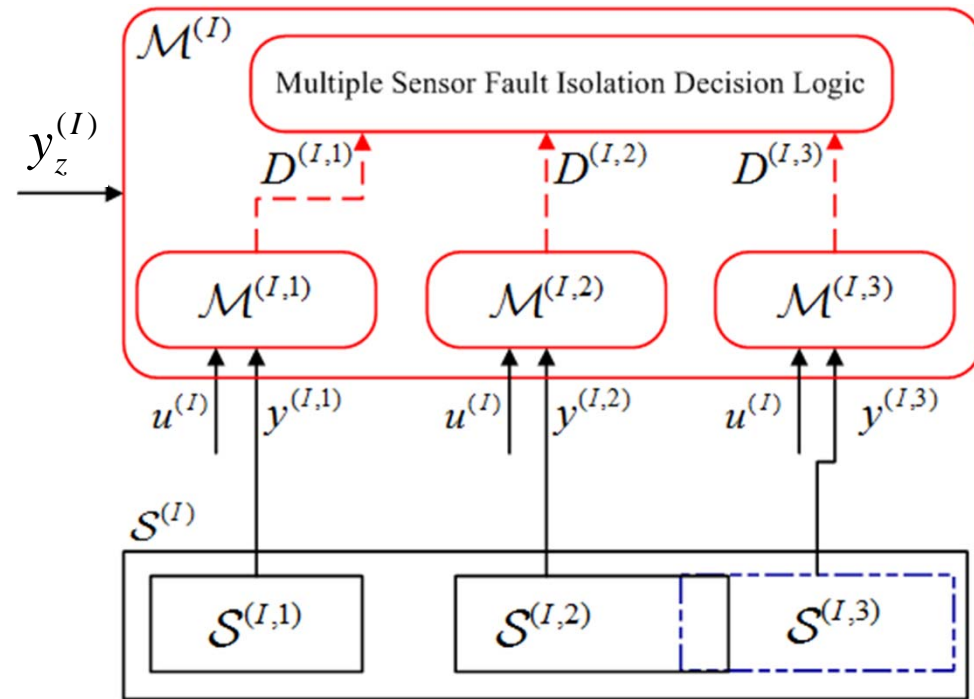 ℳ^(I)
Multiple Sensor Fault Isolation Decision Logic
y_z^(I)
D^(I,1) D^(I,2) D^(I,3)
ℳ^(I,1) ℳ^(I,2) ℳ^(I,3)
u^(I) y^(I,1) u^(I) y^(I,2) u^(I) y^(I,3)
𝒮^(I)
𝒮^(I,1) 𝒮^(I,2) 𝒮^(I,3)